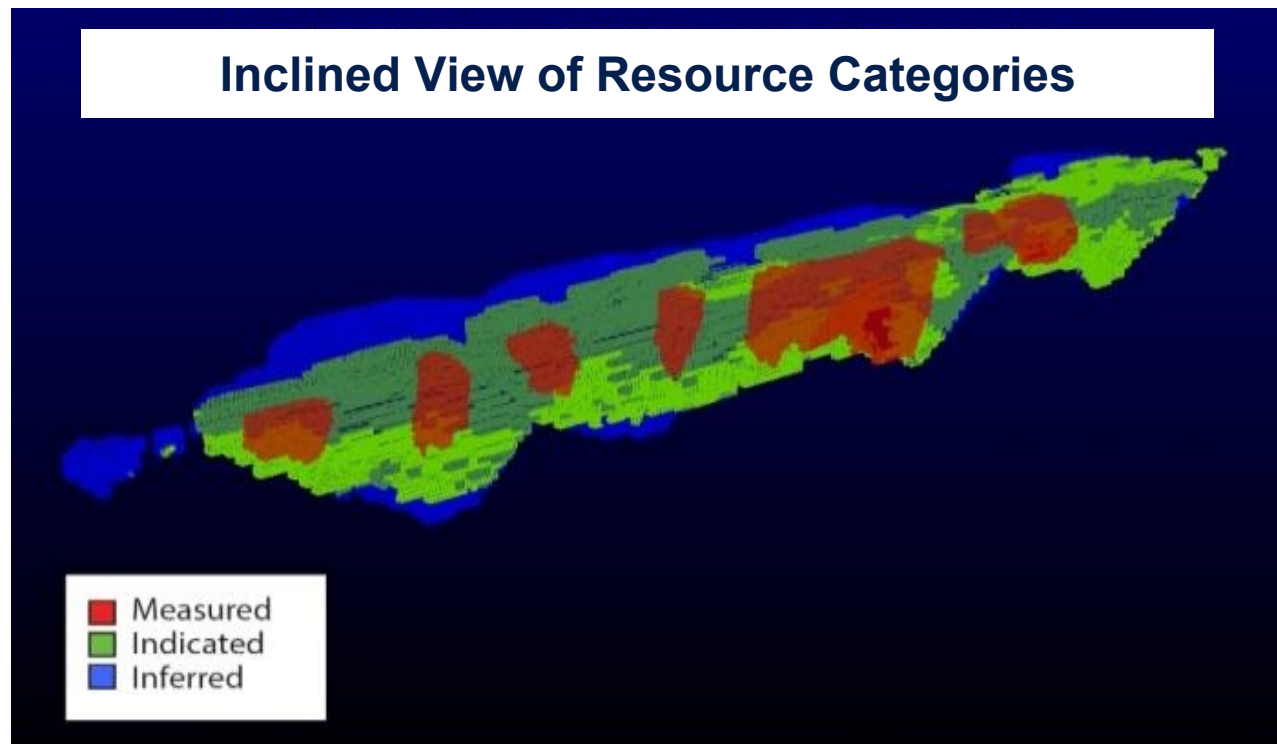 Inclined View of Resource Categories
Measured
Indicated
Inferred